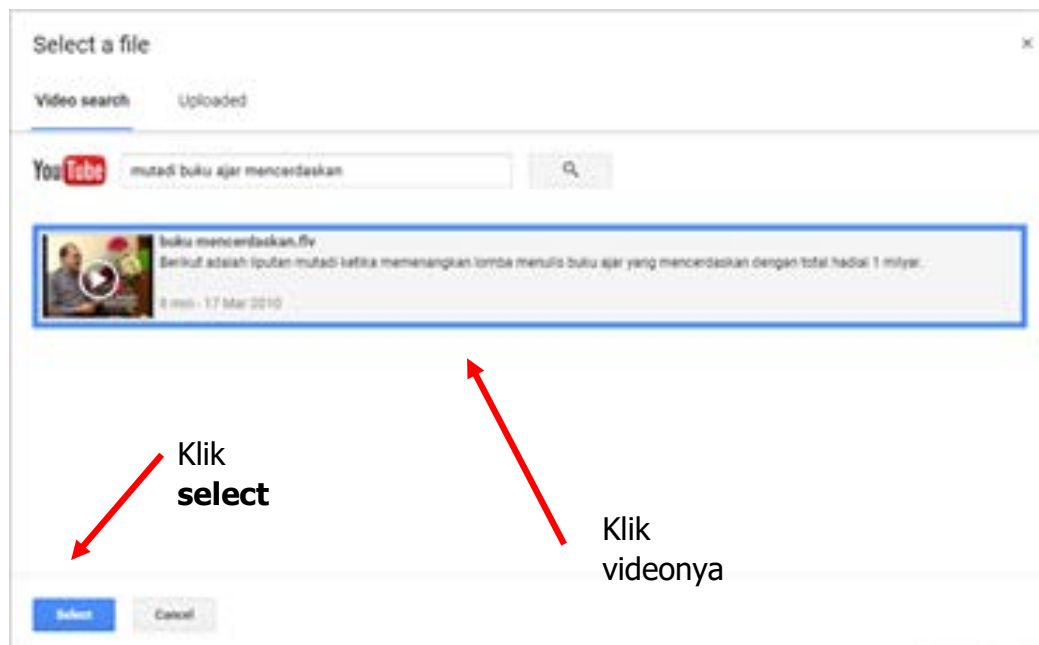 Select a file
×
Video search Uploaded
YouTube mutadi buku ajar mencerdaskan
buku mencerdaskan.flv
Berikut adalah liputan mutadi ketika memenangkan lomba menulis buku ajar yang mencerdaskan dengan total hadiai 1 milyar.
min - 17 Mar 2010
Klik
select
Klik
videonya
Select Cancel